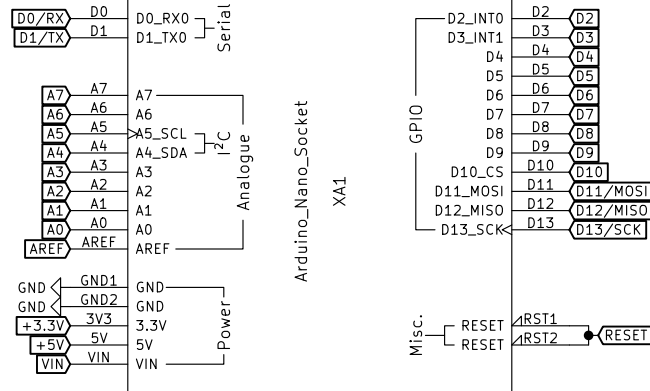 D0/RX D0 D0_RX0
D1/TX D1 D1_TX0
Serial
A7 A7 A7
A6 A6 A6
A5 A5 A5_SCL
A4 A4 A4_SDA
I²C
A3 A3 A3
A2 A2 A2
A1 A1 A1
A0 A0 A0
AREF AREF AREF
Analogue
GND GND1 GND
GND GND2 GND
+3.3V 3V3 3.3V
+5V 5V 5V
VIN VIN VIN
Power
Arduino_Nano_Socket
XA1
D2_INT0 D2 D2
D3_INT1 D3 D3
D4 D4 D4
D5 D5 D5
D6 D6 D6
D7 D7 D7
D8 D8 D8
D9 D9 D9
D10_CS D10 D10
D11_MOSI D11 D11/MOSI
D12_MISO D12 D12/MISO
D13_SCK D13 D13/SCK
GPIO
RESET RST1
RESET RST2
RESET
Misc.